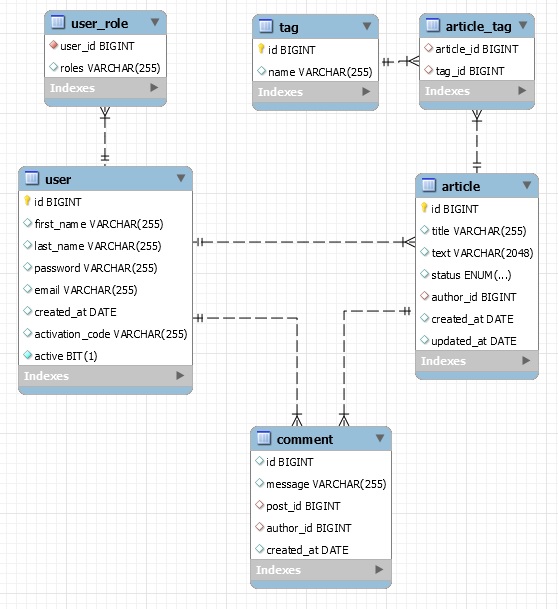 user_role
user_id BIGINT
roles VARCHAR(255)
Indexes
tag
id BIGINT
name VARCHAR(255)
Indexes
article_tag
article_id BIGINT
tag_id BIGINT
Indexes
user
id BIGINT
first_name VARCHAR(255)
last_name VARCHAR(255)
password VARCHAR(255)
email VARCHAR(255)
created_at DATE
activation_code VARCHAR(255)
active BIT(1)
Indexes
article
id BIGINT
title VARCHAR(255)
text VARCHAR(2048)
status ENUM(...)
author_id BIGINT
created_at DATE
updated_at DATE
Indexes
comment
id BIGINT
message VARCHAR(255)
post_id BIGINT
author_id BIGINT
created_at DATE
Indexes